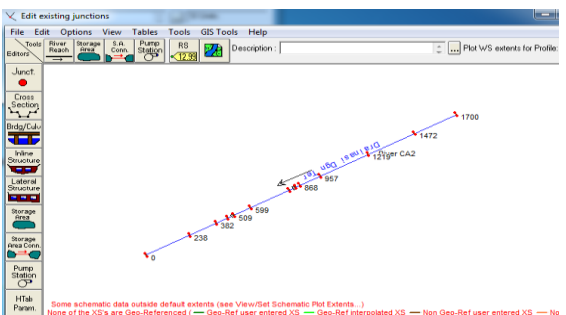 Edit existing junctions
File Edit Options View Tables Tools GIS Tools Help
Tools
Editors
River
Reach
Storage
Area
S.A.
Conn.
Pump
Station
RS
12.99
Description :
...
Plot WS extents for Profile:
Junct.
Cross
Section
Brdg/Culv
Inline
Structure
Lateral
Structure
Storage
Area
Storage
Area Conn.
Pump
Station
HTab
Param.
1700
1472
1219
River CA2
957
868
599
509
382
238
0
Some schematic data outside default extents (see View/Set Schematic Plot Extents...)
None of the XS's are Geo-Referenced ( — Geo-Ref user entered XS — Geo-Ref interpolated XS — Non Geo-Ref user entered XS — No